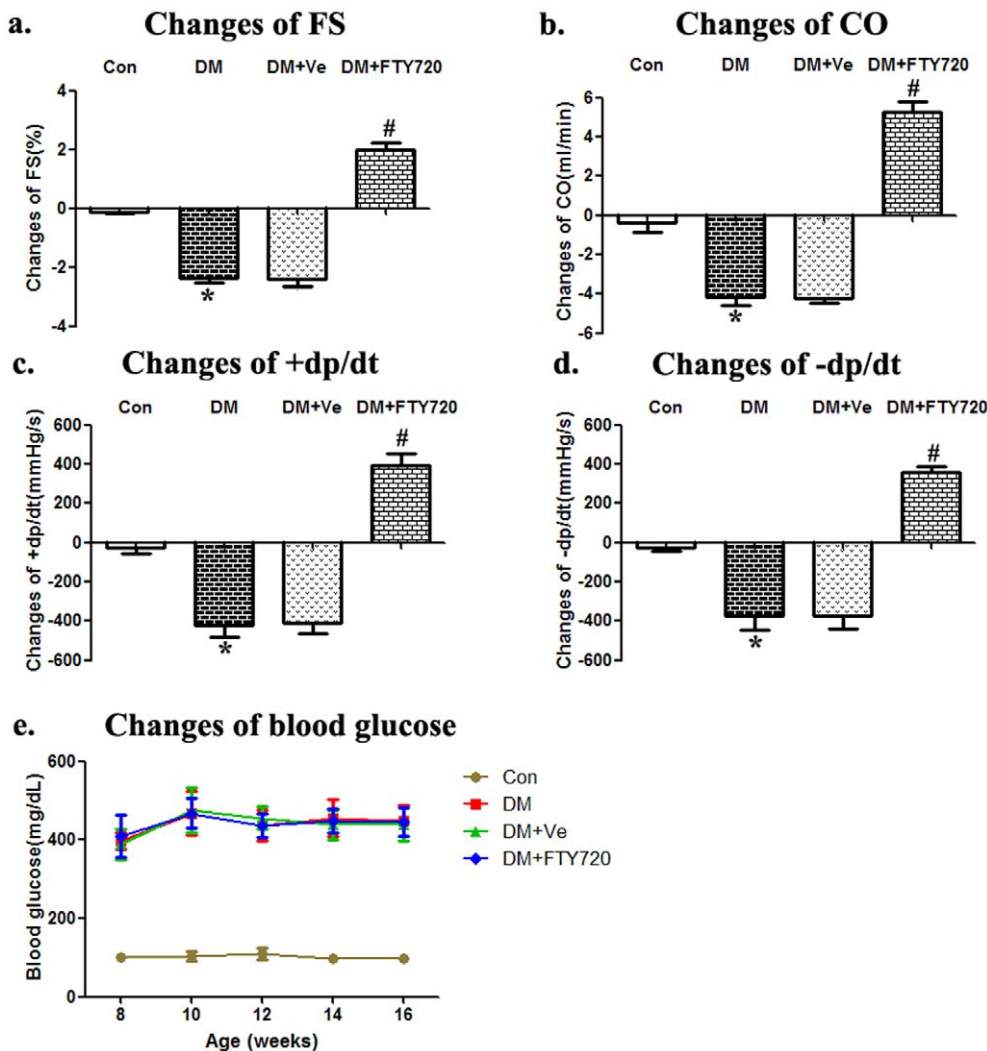 a. Changes of FS
Con DM DM+Ve DM+FTY720
Changes of FS(%)
4
2
0
-2
-4
#
*
b. Changes of CO
Con DM DM+Ve DM+FTY720
Changes of CO(ml/min)
6
4
2
0
-2
-4
-6
#
*
c. Changes of +dp/dt
Con DM DM+Ve DM+FTY720
Changes of +dp/dt(mmHg/s)
600
400
200
0
-200
-400
-600
#
*
d. Changes of -dp/dt
Con DM DM+Ve DM+FTY720
Changes of -dp/dt(mmHg/s)
600
400
200
0
-200
-400
-600
#
*
e. Changes of blood glucose
Blood glucose(mg/dL)
600
400
200
0
8 10 12 14 16
Age (weeks)
Con
DM
DM+Ve
DM+FTY720